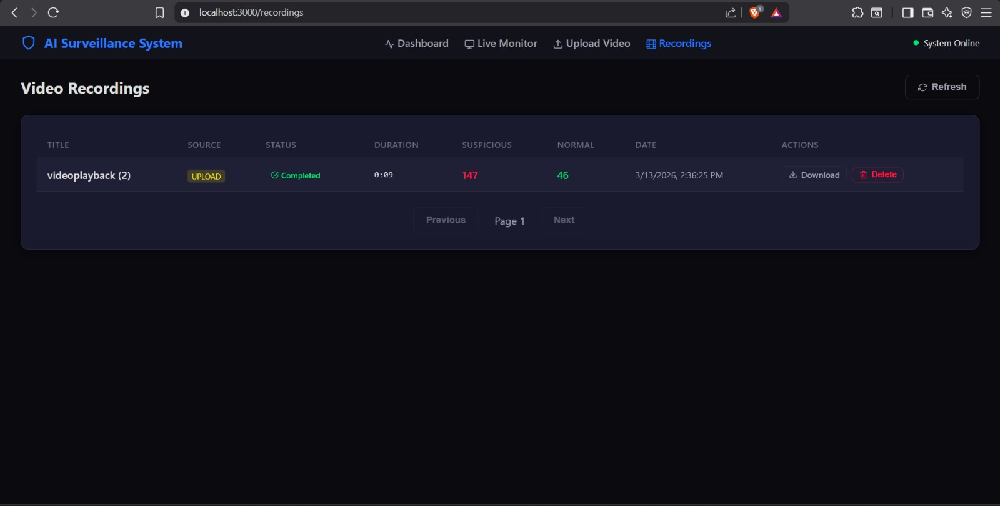 localhost:3000/recordings
1
AI Surveillance System
Dashboard Live Monitor Upload Video Recordings
System Online
Video Recordings
Refresh
TITLE SOURCE STATUS DURATION SUSPICIOUS NORMAL DATE ACTIONS
videoplayback (2) UPLOAD Completed 0:09 147 46 3/13/2026, 2:36:25 PM Download Delete
Previous Page 1 Next